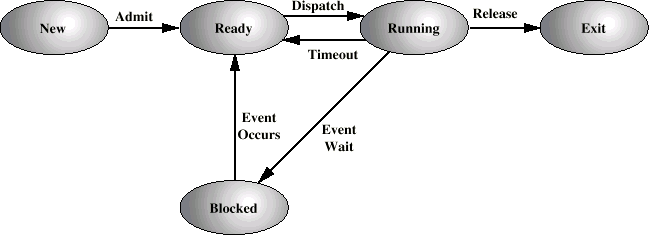 New
Admit
Ready
Dispatch
Timeout
Running
Release
Exit
Event
Occurs
Event
Wait
Blocked